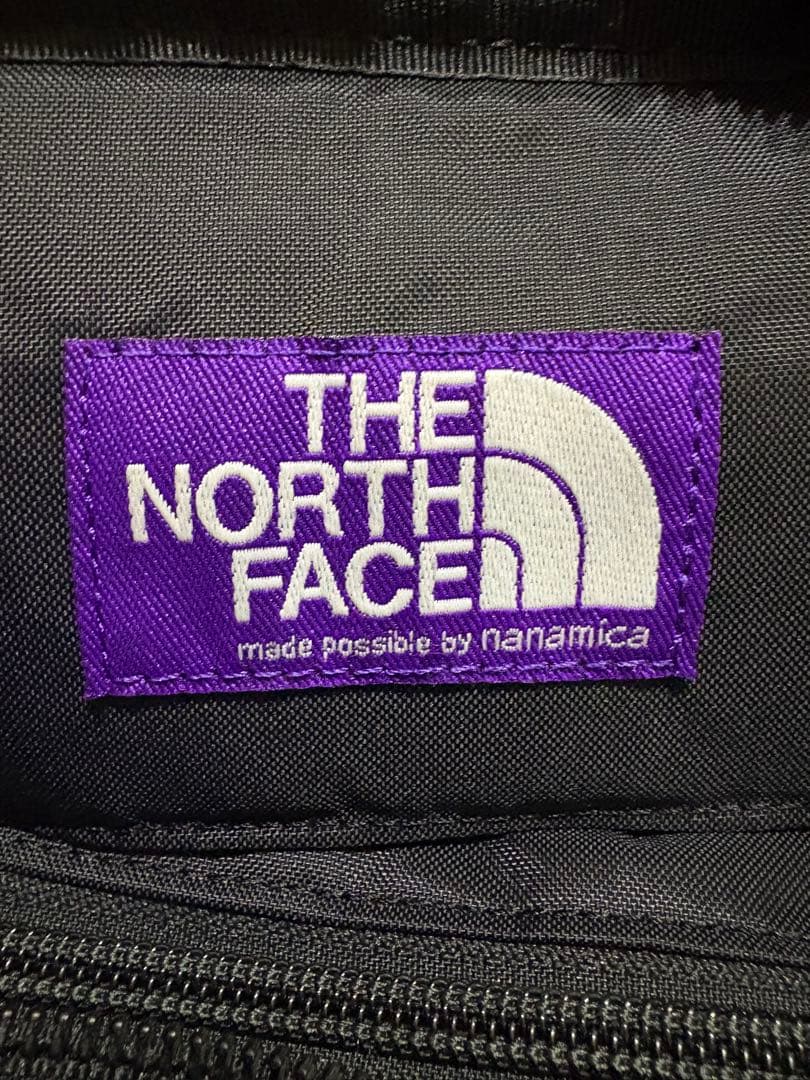 THE
NORTH
FACE
made possible by nanamica